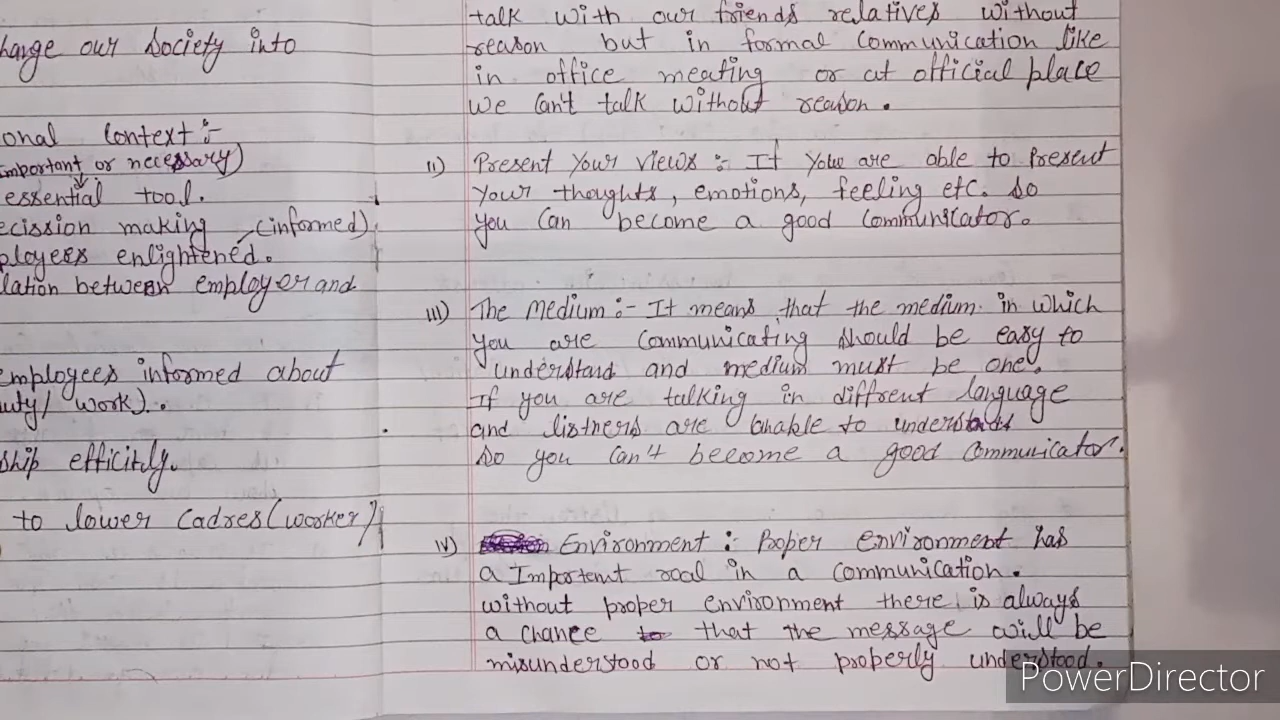 hange our society into
onal Context :-
important or necessary)
essential tool.
ecission making (informed)
ployees enlightened.
lation between employer and
employees informed about
uty/ work).
ship efficintly.
to lower Cadres (worker)
talk with our friends relatives without
reason but in formal Communication like
in office meating or at official place
we can't talk without reason.
II) Present Your views :- If you are able to Present
Your thoughts, emotions, feeling etc. so
you can become a good Communicator.
III) The Medium :- It means that the medium in which
you are communicating should be easy to
understand and medium must be one.
If you are talking in diffrent language
and listners are Unable to understand
so you can't become a good Communicator.
IV) Environment : Proper environment has
a Importent roal in a communication.
without proper environment there is always
a chance that the message will be
misunderstood or not properly understood.
PowerDirector